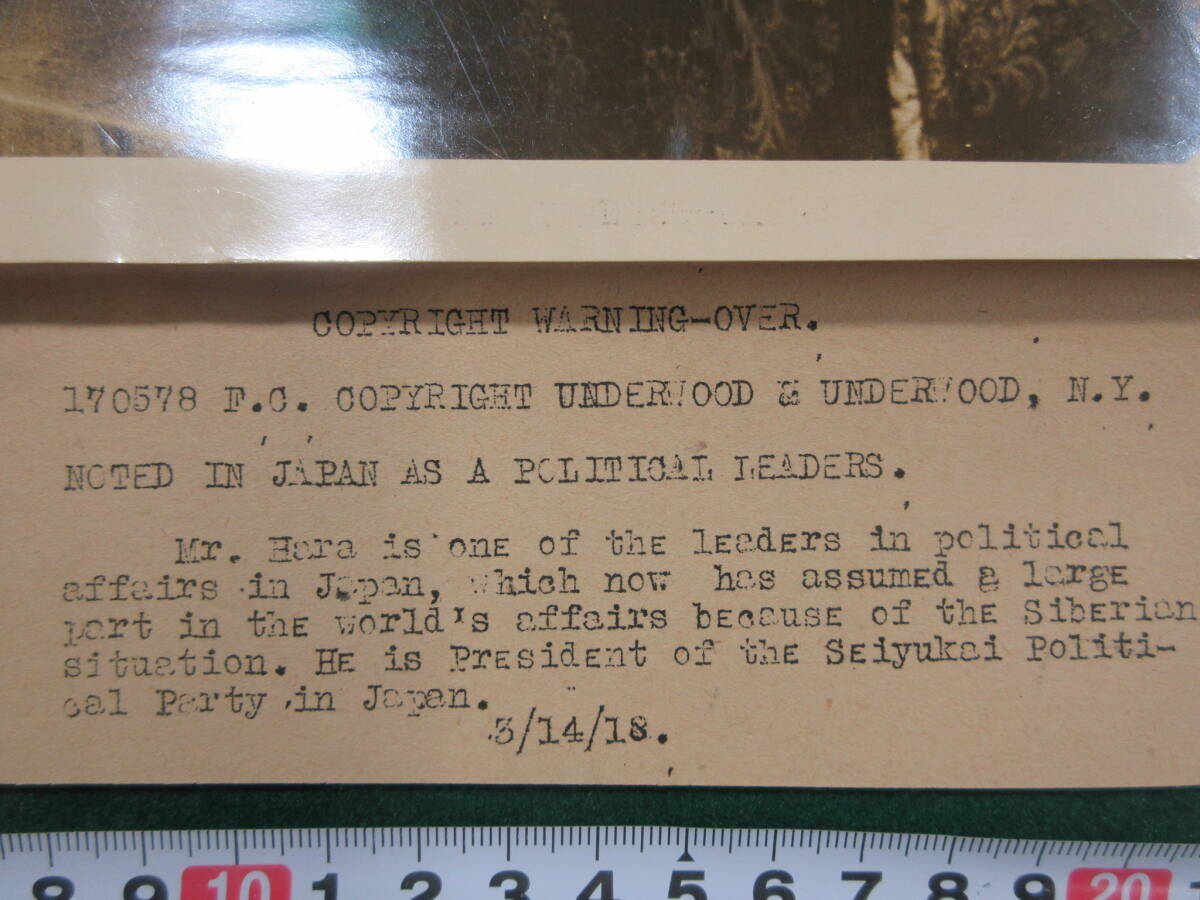 COPYRIGHT WARNING-OVER.
170578 F.C. COPYRIGHT UNDERWOOD & UNDERWOOD, N.Y.
NOTED IN JAPAN AS A POLITICAL LEADERS.
Mr. Hara is one of the leaders in political
affairs in Japan, which now has assumed a large
part in the world's affairs because of the Siberian
situation. He is President of the Seiyukai Politi-
cal Party in Japan.
3/14/18.
8 9 10 1 2 3 4 5 6 7 8 9 20